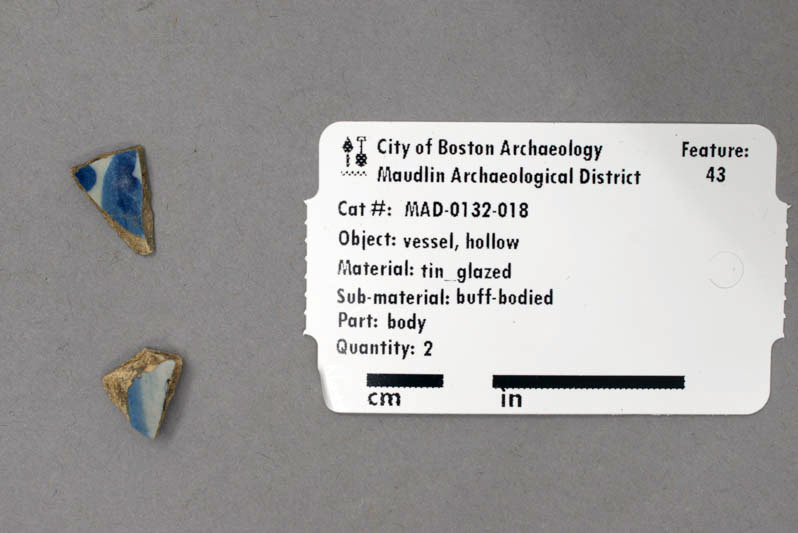 City of Boston Archaeology
Maudlin Archaeological District
Feature:
43
Cat #: MAD-0132-018
Object: vessel, hollow
Material: tin_glazed
Sub-material: buff-bodied
Part: body
Quantity: 2
cm in